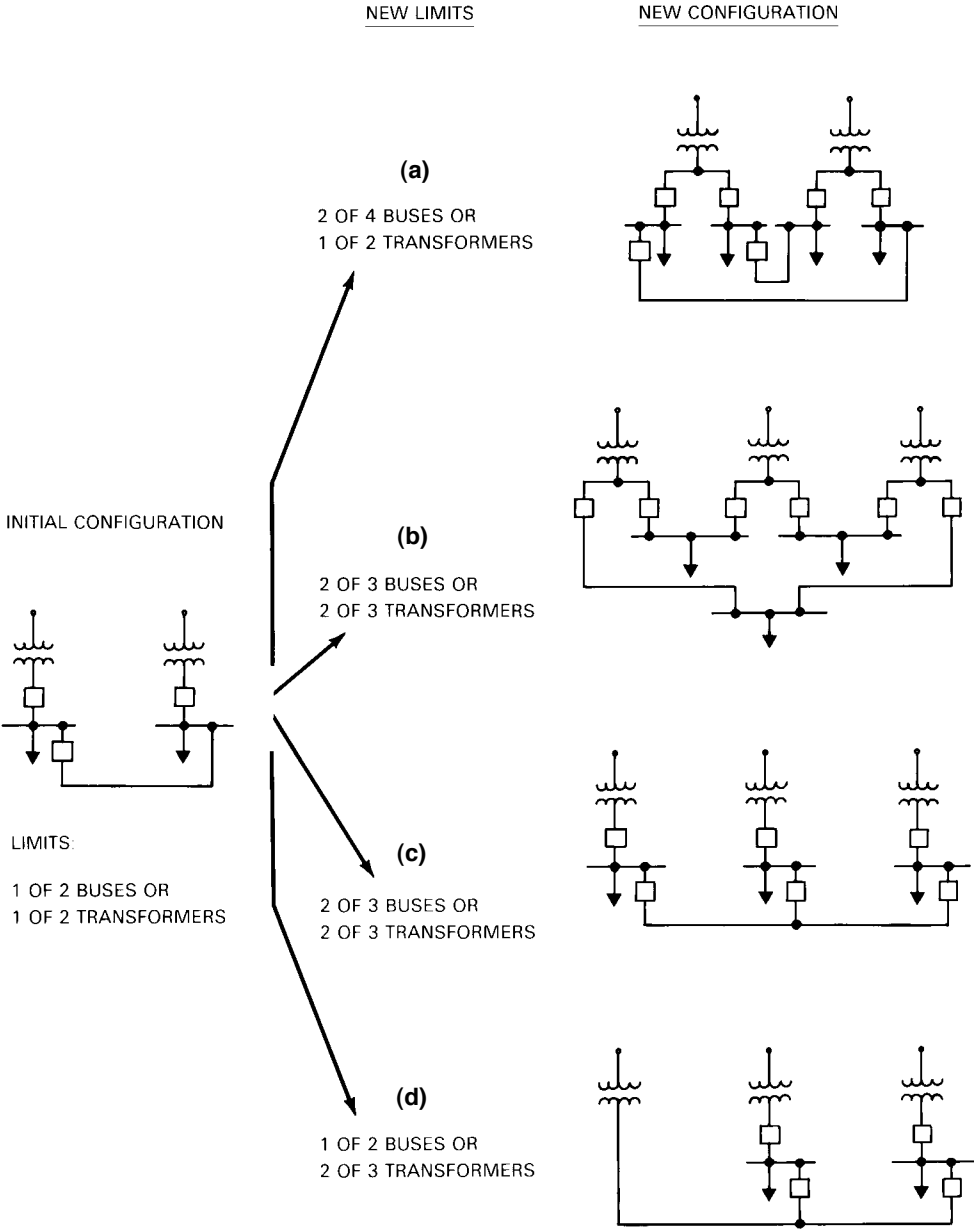 NEW LIMITS
NEW CONFIGURATION
(a)
2 OF 4 BUSES OR
1 OF 2 TRANSFORMERS
INITIAL CONFIGURATION
(b)
2 OF 3 BUSES OR
2 OF 3 TRANSFORMERS
LIMITS:
1 OF 2 BUSES OR
1 OF 2 TRANSFORMERS
(c)
2 OF 3 BUSES OR
2 OF 3 TRANSFORMERS
(d)
1 OF 2 BUSES OR
2 OF 3 TRANSFORMERS